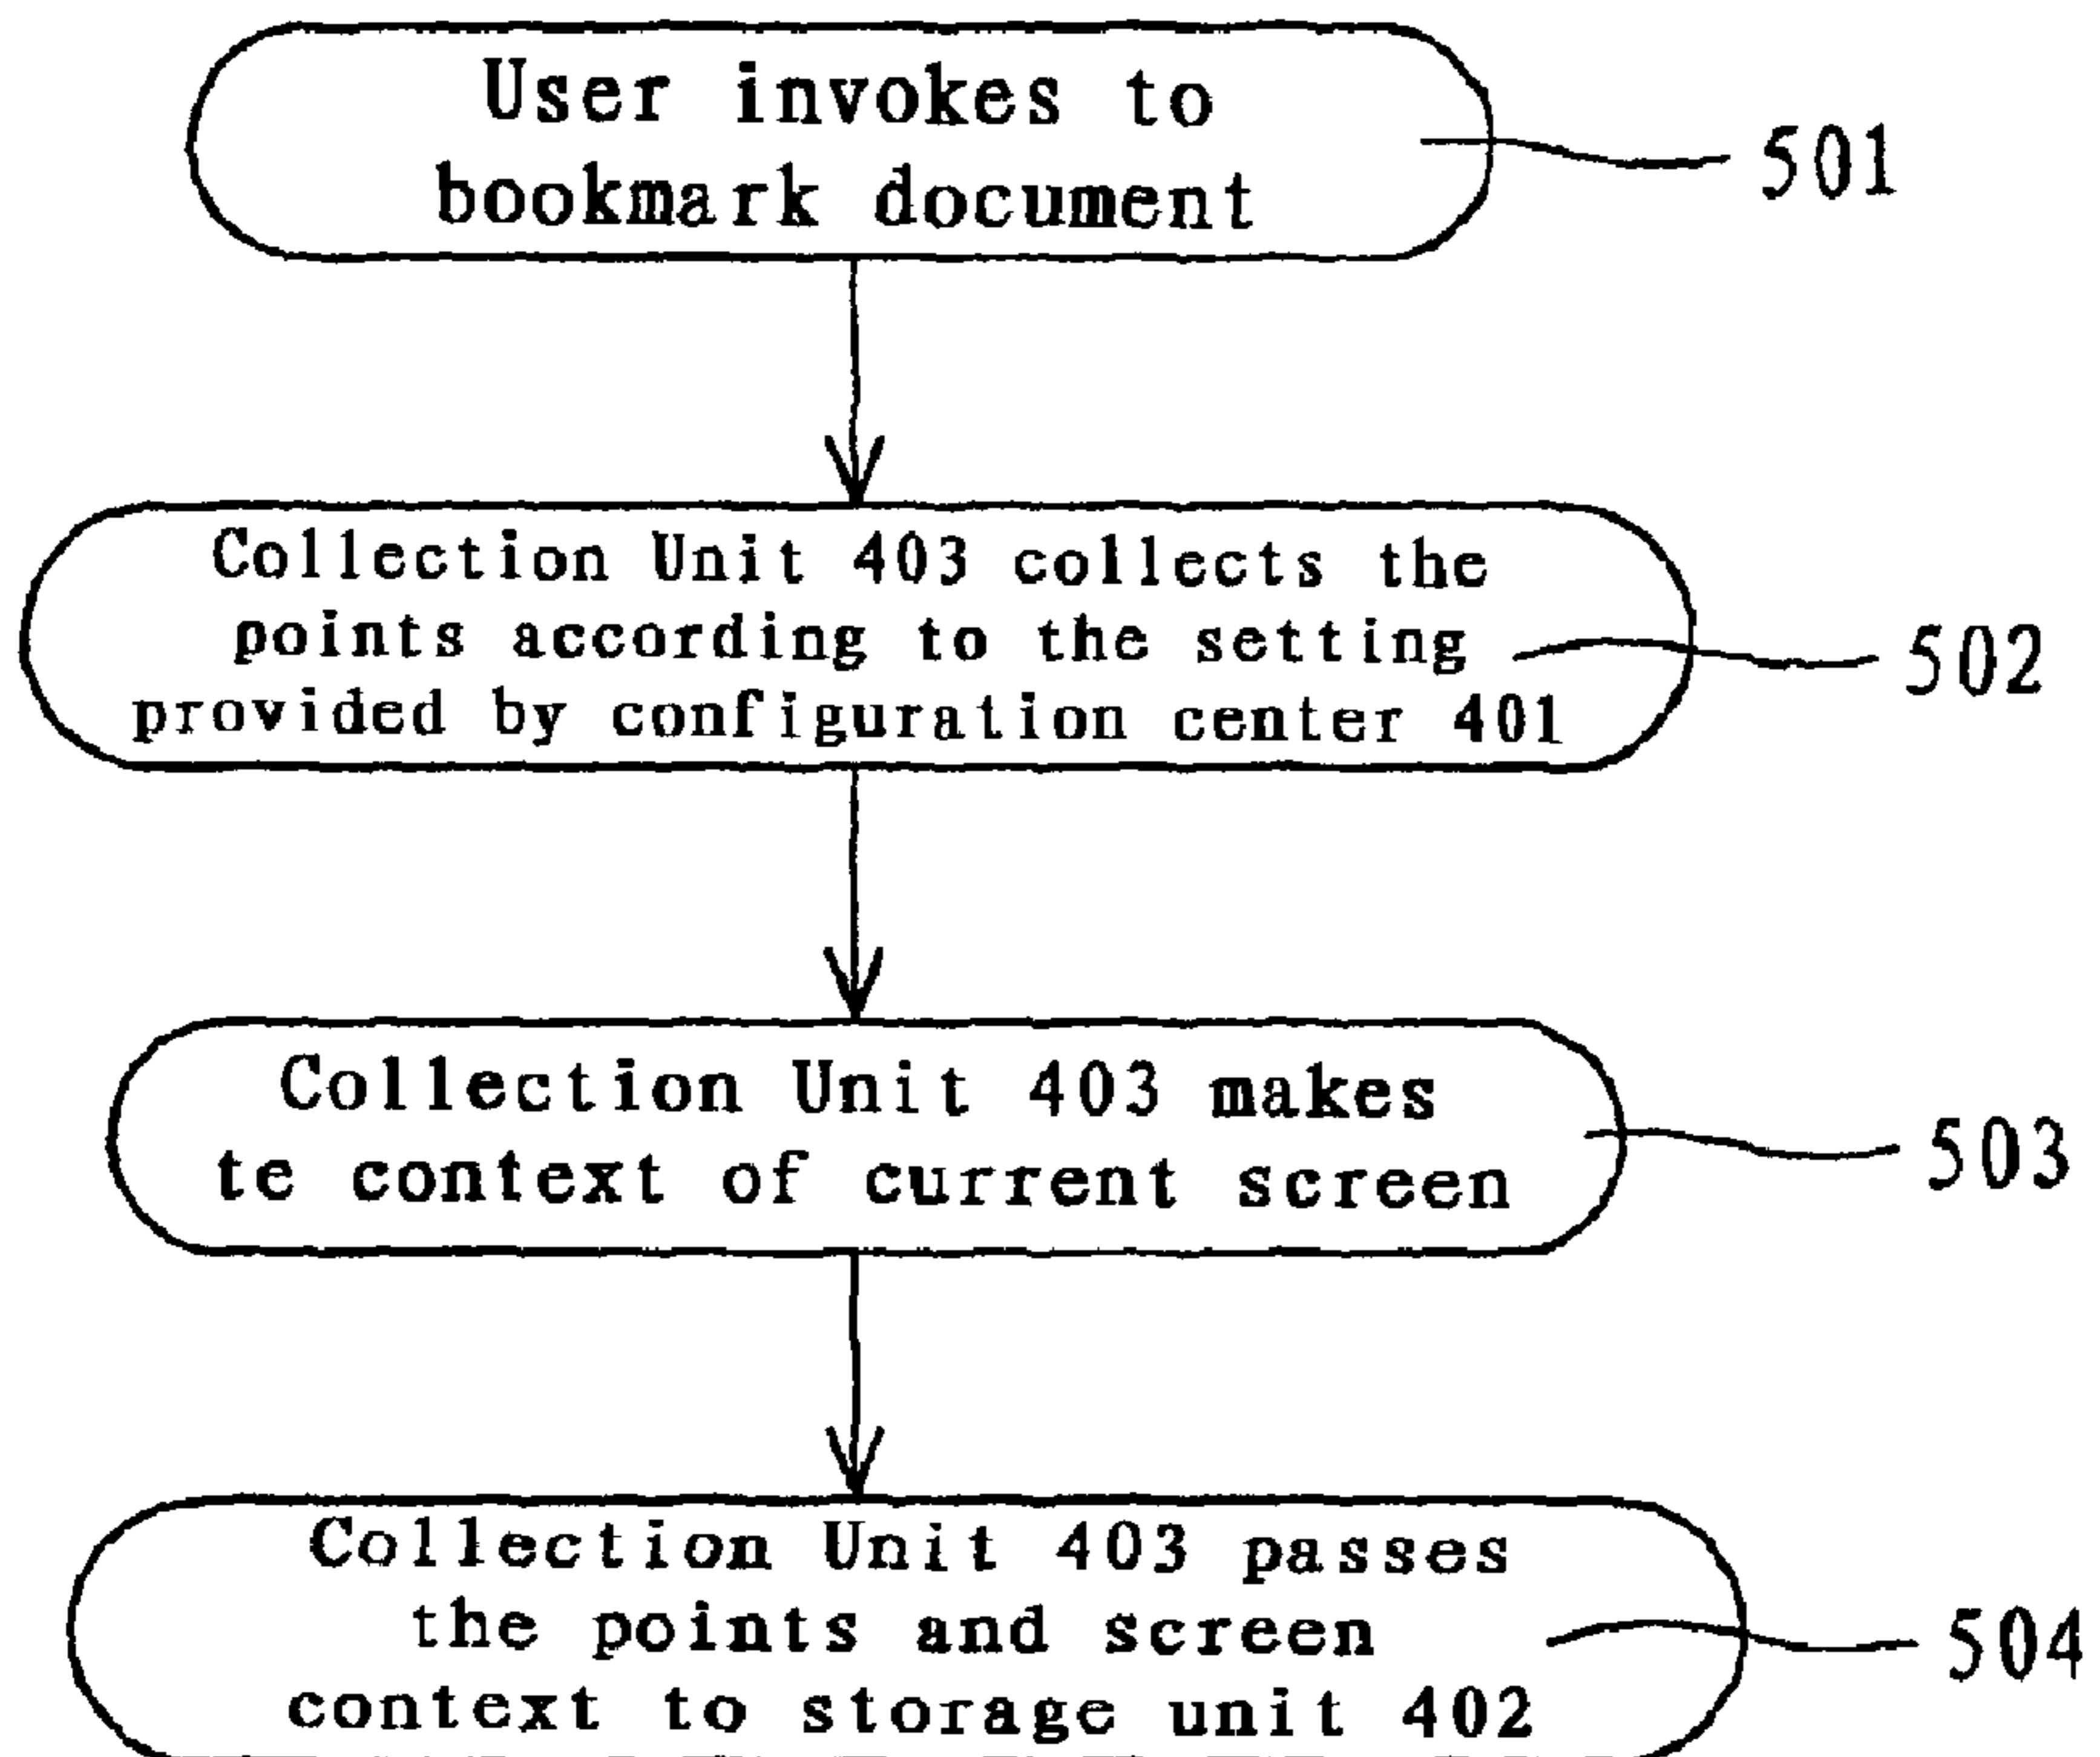 User invokes to
bookmark document
501
Collection Unit 403 collects the
points according to the setting
provided by configuration center 401
502
Collection Unit 403 makes
te context of current screen
503
Collection Unit 403 passes
the points and screen
context to storage unit 402
504